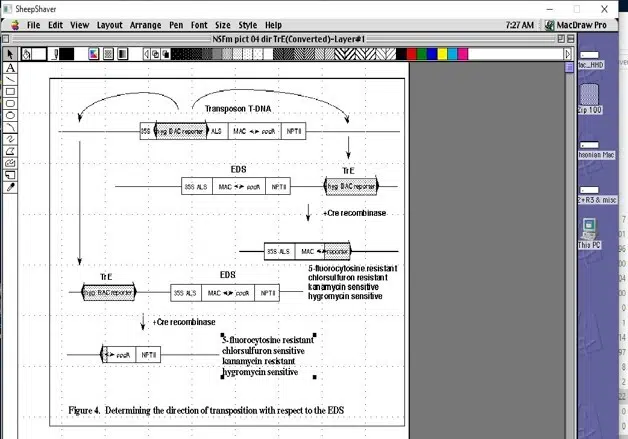 SheepShaver
File Edit View Layout Arrange Pen Font Size Style Help
7:27 AM MacDraw Pro
NSFm pict 04 dir TrE(Converted)-Layer#1
Mac_HHD
Zip 100
Thio PC
Transposon T-DNA
35S hyg BAC reporter ALS MAC codA NPTII
EDS TrE
35S ALS MAC codA NPTII hyg BAC reporter
+Cre recombinase
35S ALS MAC reporter
5-fluorocytosine resistant
chlorsulfuron resistant
kanamycin sensitive
hygromycin sensitive
TrE EDS
hyg BAC reporter 35S ALS MAC codA NPTII
+Cre recombinase
codA NPTII
5-fluorocytosine resistant
chlorsulfuron sensitive
kanamycin resistant
hygromycin sensitive
Figure 4. Determining the direction of transposition with respect to the EDS